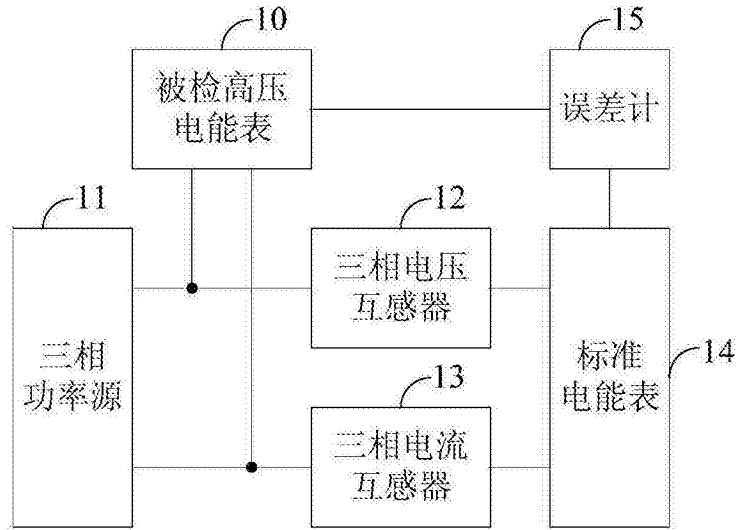 10
被检高压
电能表
15
误差计
11
三相
功率源
12
三相电压
互感器
13
三相电流
互感器
标准
电能表
14